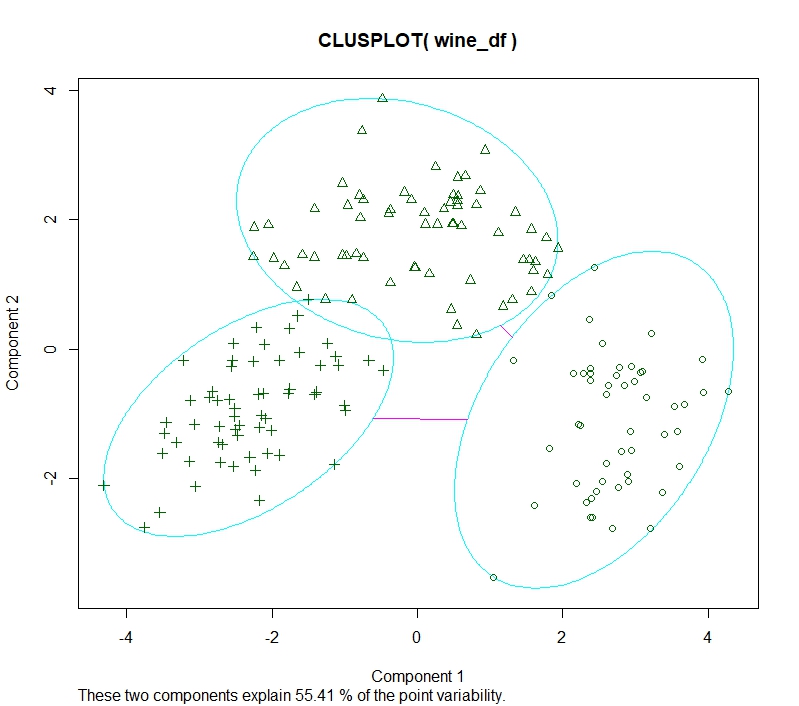 CLUSPLOT( wine_df )
4
2
0
-2
Component 2
-4 -2 0 2 4
Component 1
These two components explain 55.41 % of the point variability.